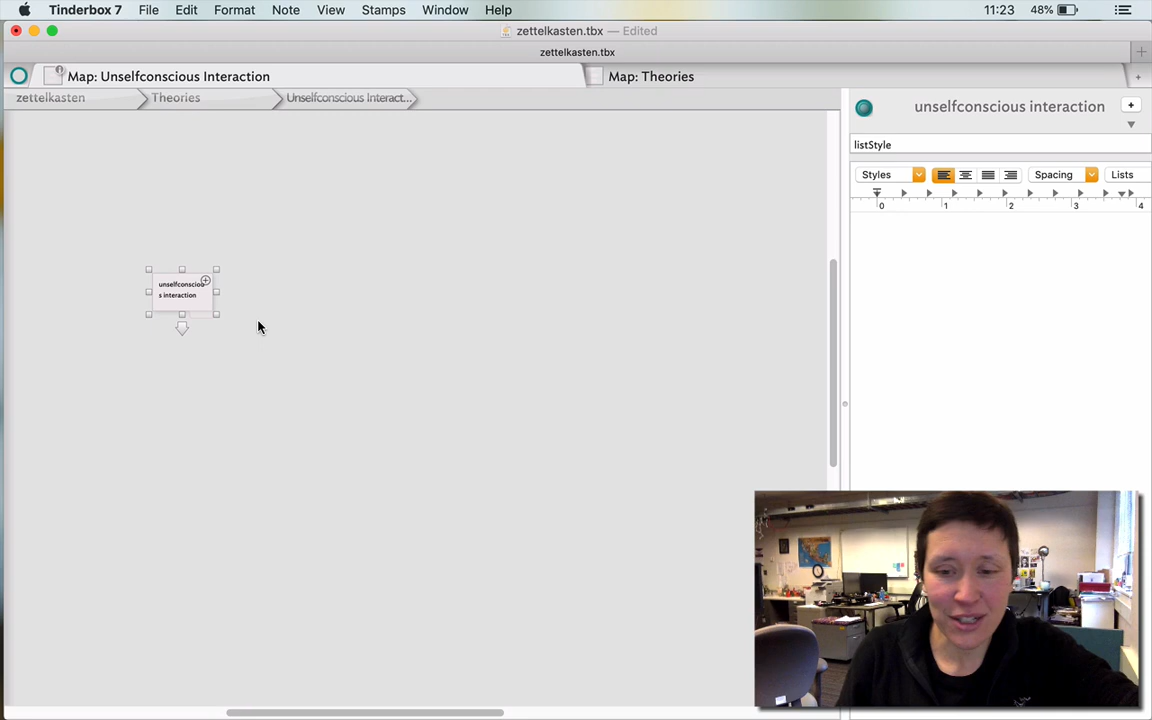 Tinderbox 7 File Edit Format Note View Stamps Window Help 11:23 48%
zettelkasten.tbx — Edited
zettelkasten.tbx
Map: Unselfconscious Interaction Map: Theories
zettelkasten Theories Unselfconscious Interact...
unselfconscious interaction
listStyle
Styles Spacing Lists
0 1 2 3 4
unselfconsciou
s interaction